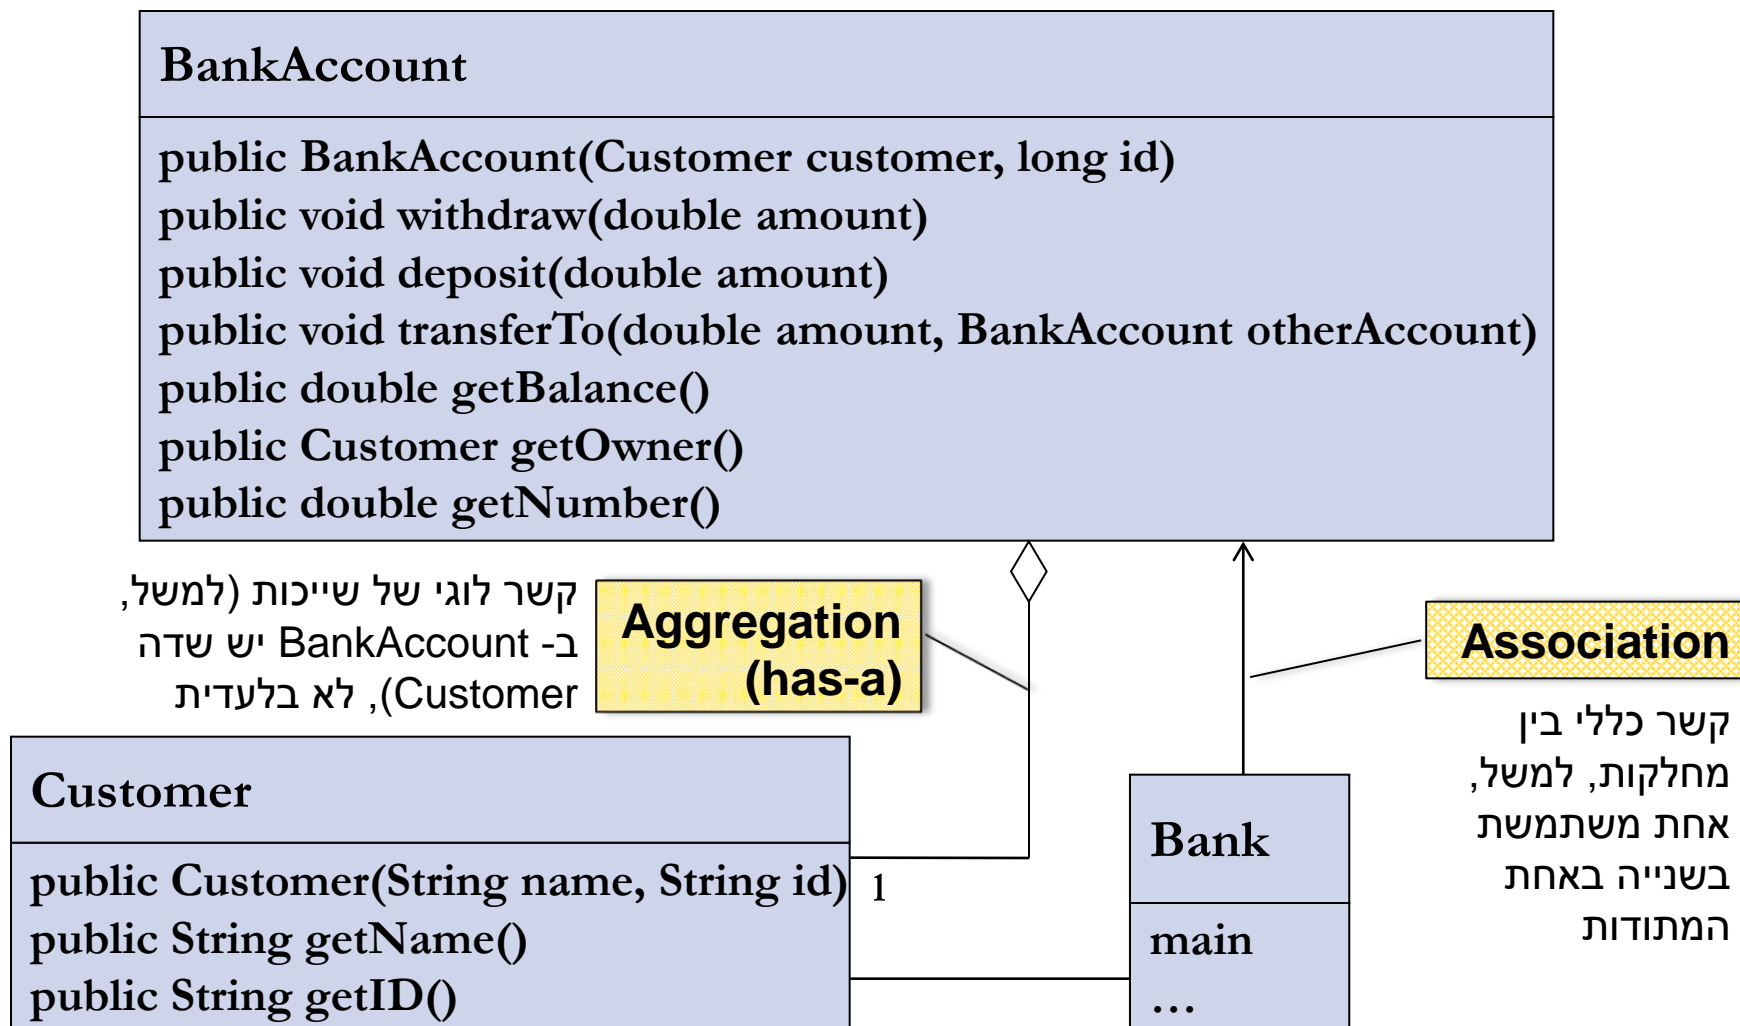 BankAccount
public BankAccount(Customer customer, long id)
public void withdraw(double amount)
public void deposit(double amount)
public void transferTo(double amount, BankAccount otherAccount)
public double getBalance()
public Customer getOwner()
public double getNumber()
קשר לוגי של שייכות (למשל,
ב- BankAccount יש שדה
Customer), לא בלעדית
Aggregation
(has-a)
Association
קשר כללי בין
מחלקות, למשל,
אחת משתמשת
בשנייה באחת
המתודות
Customer
public Customer(String name, String id)
public String getName()
public String getID()
1
Bank
main
…